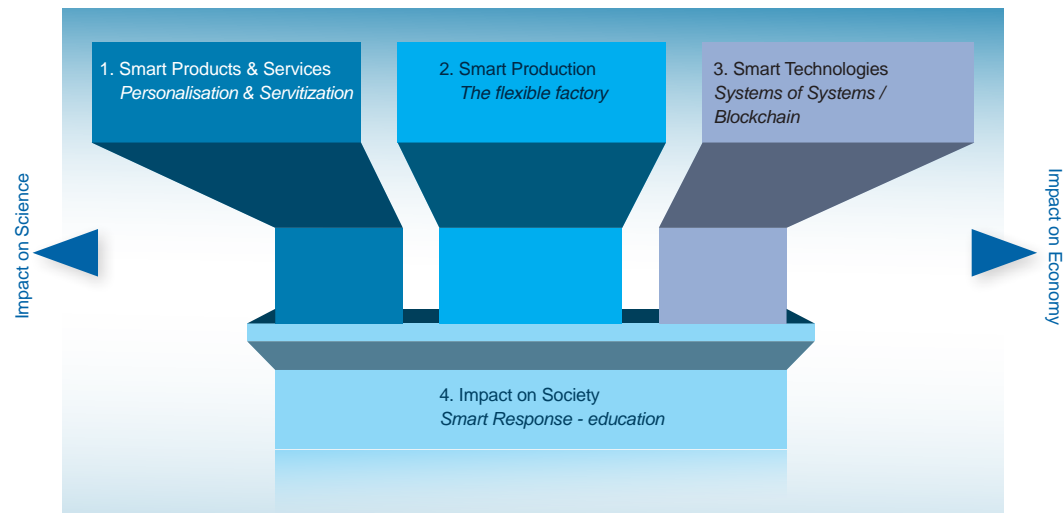 1. Smart Products & Services
Personalisation & Servitization
2. Smart Production
The flexible factory
3. Smart Technologies
Systems of Systems /
Blockchain
Impact on Science
Impact on Economy
4. Impact on Society
Smart Response - education